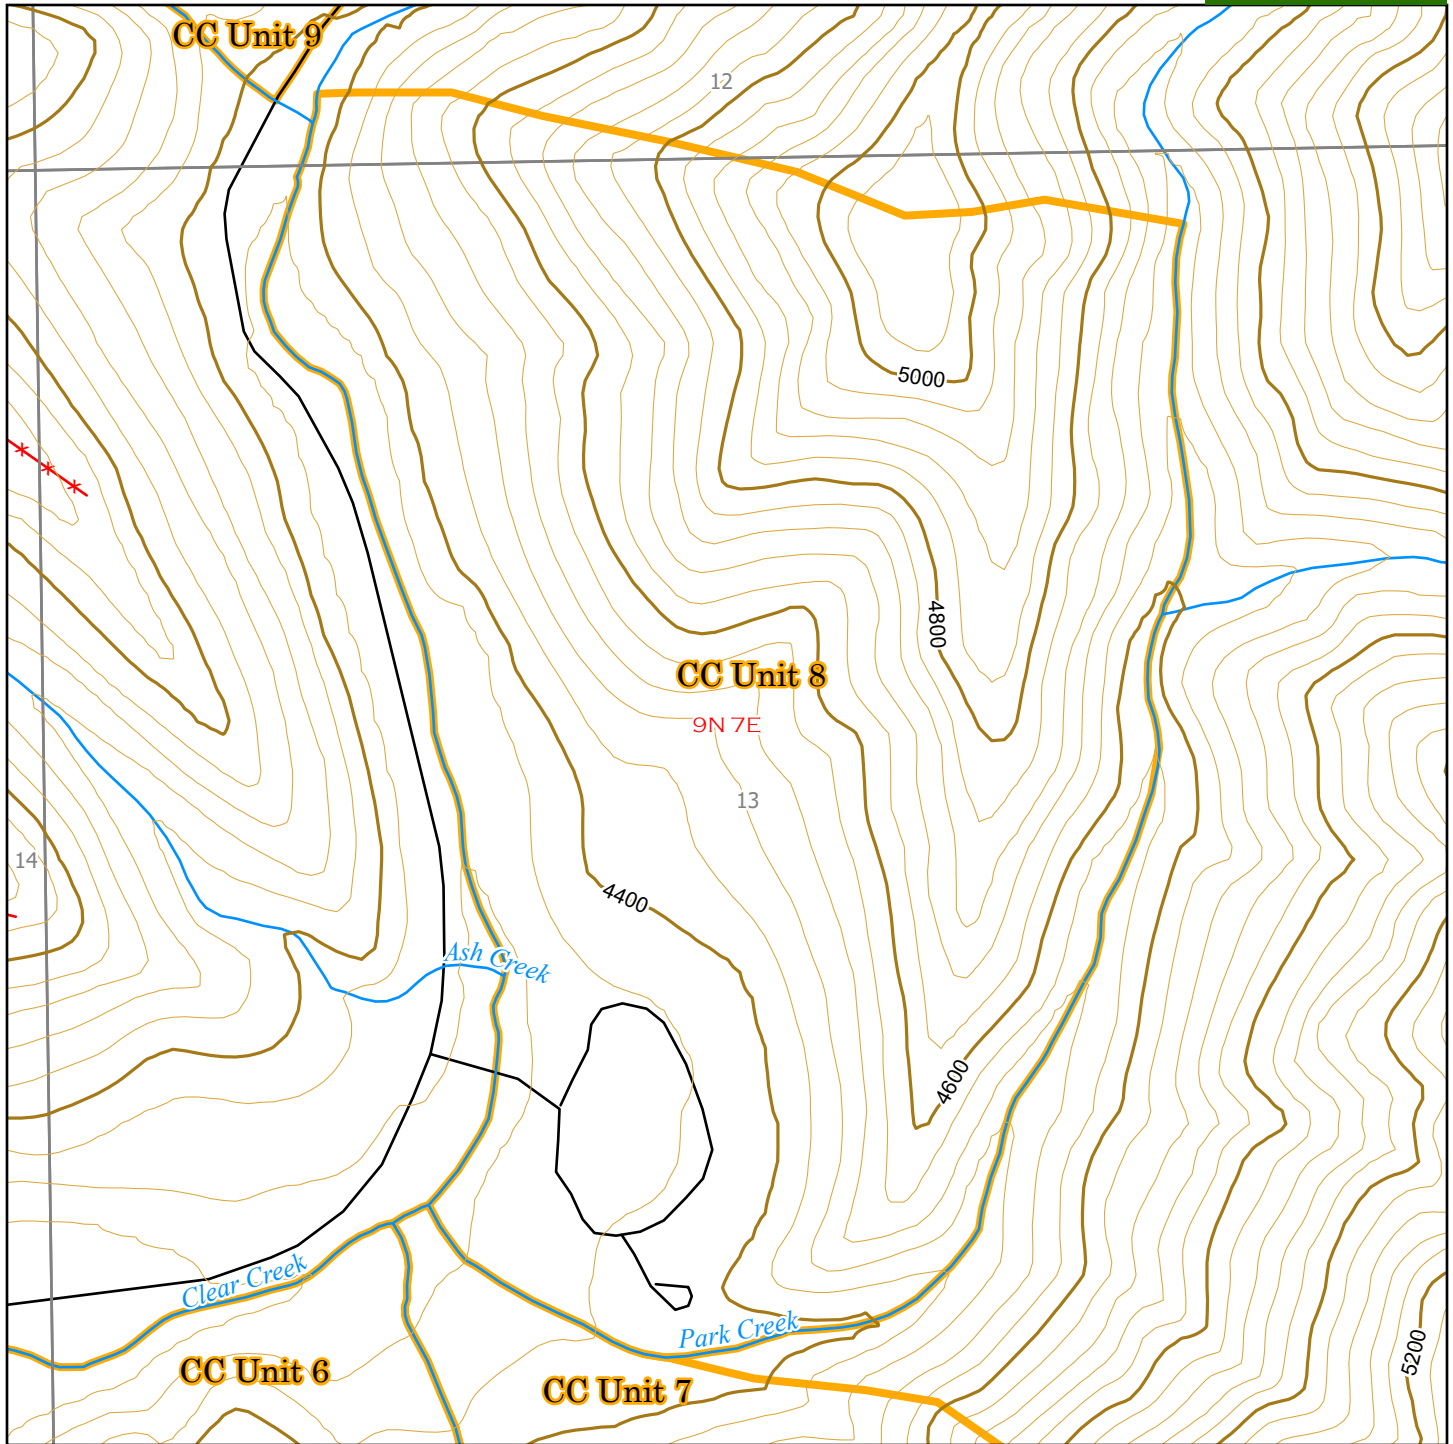 CC Unit 9
12
5000
4800
CC Unit 8
9N 7E
13
14
4400
Ash Creek
4600
Clear Creek
Park Creek
5200
CC Unit 6
CC Unit 7